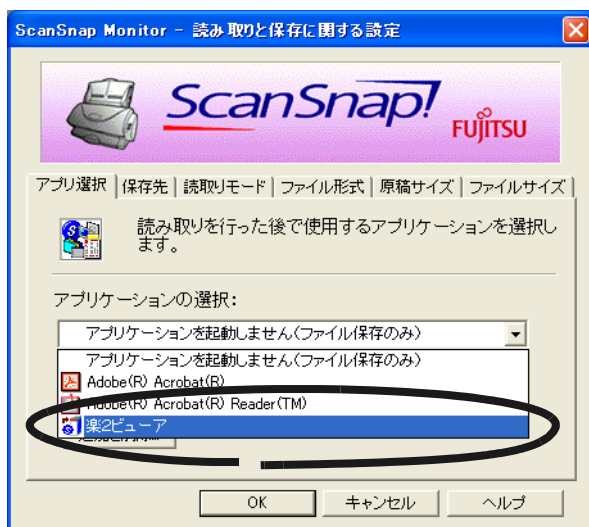 ScanSnap Monitor - 読み取りと保存に関する設定
ScanSnap!
FUJITSU
アプリ選択 保存先 読取りモード ファイル形式 原稿サイズ ファイルサイズ
読み取りを行った後で使用するアプリケーションを選択し
ます。
アプリケーションの選択:
アプリケーションを起動しません(ファイル保存のみ)
アプリケーションを起動しません(ファイル保存のみ)
Adobe(R) Acrobat(R)
Adobe(R) Acrobat(R) Reader(TM)
楽2ビューア
OK キャンセル ヘルプ